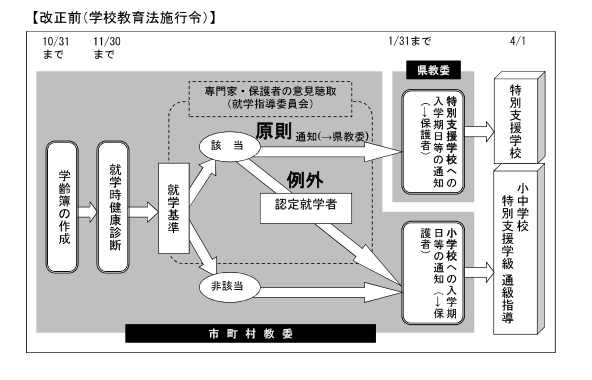 【改正前(学校教育法施行令)】
10/31
まで
11/30
まで
1/31まで
4/1
県教委
専門家・保護者の意見聴取
(就学指導委員会)
学齢簿の作成
就学時健康診断
就学基準
該 当
原則 通知(→県教委)
例外
認定就学者
非該当
特別支援学校への
入学期日等の通知
(→保護者)
小学校への入学期
日等の通知 (→保
護者)
特別支援学校
小中学校
特別支援学級 通級指導
市 町 村 教 委